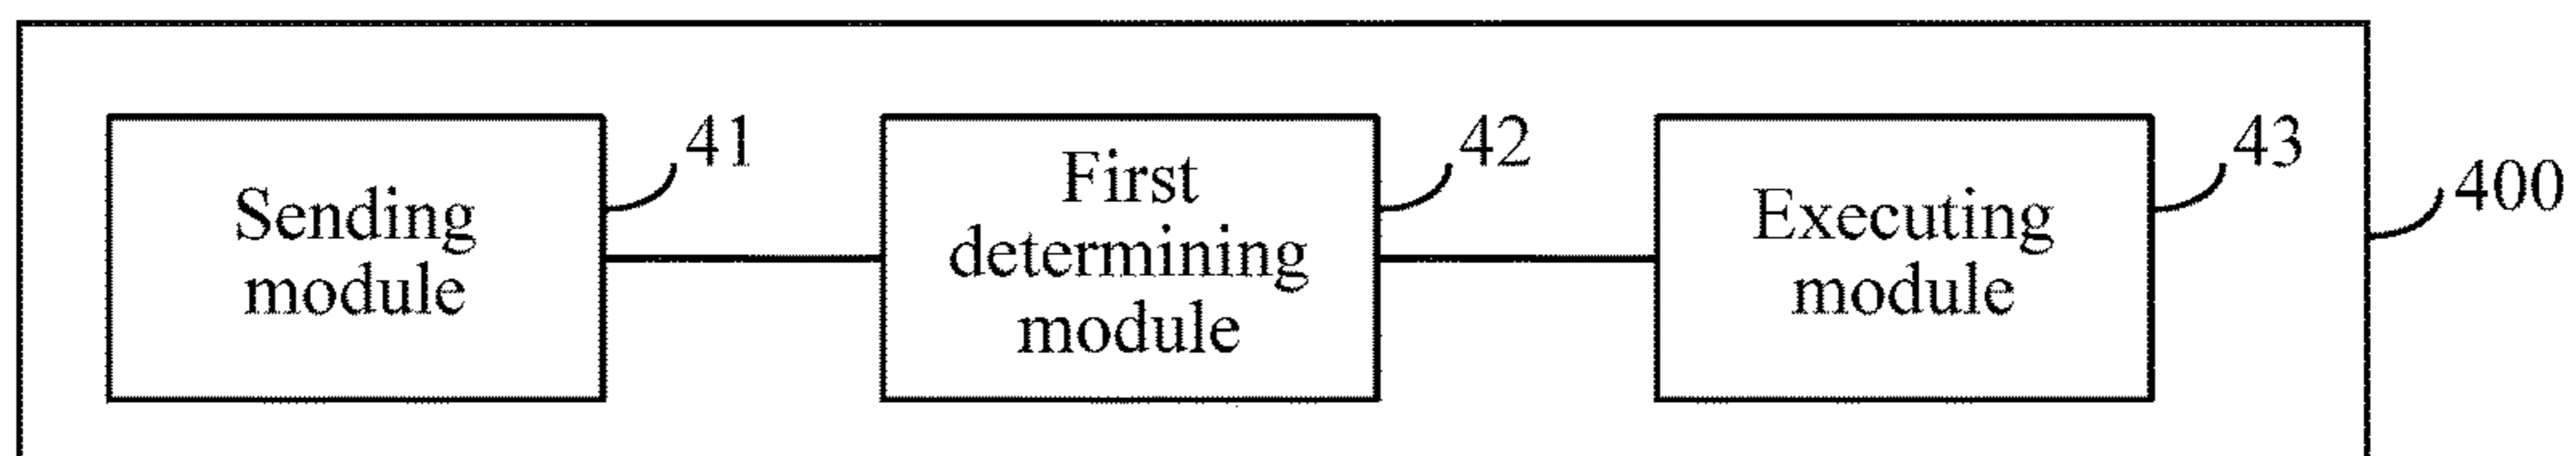 41
Sending
module
42
First
determining
module
43
Executing
module
400